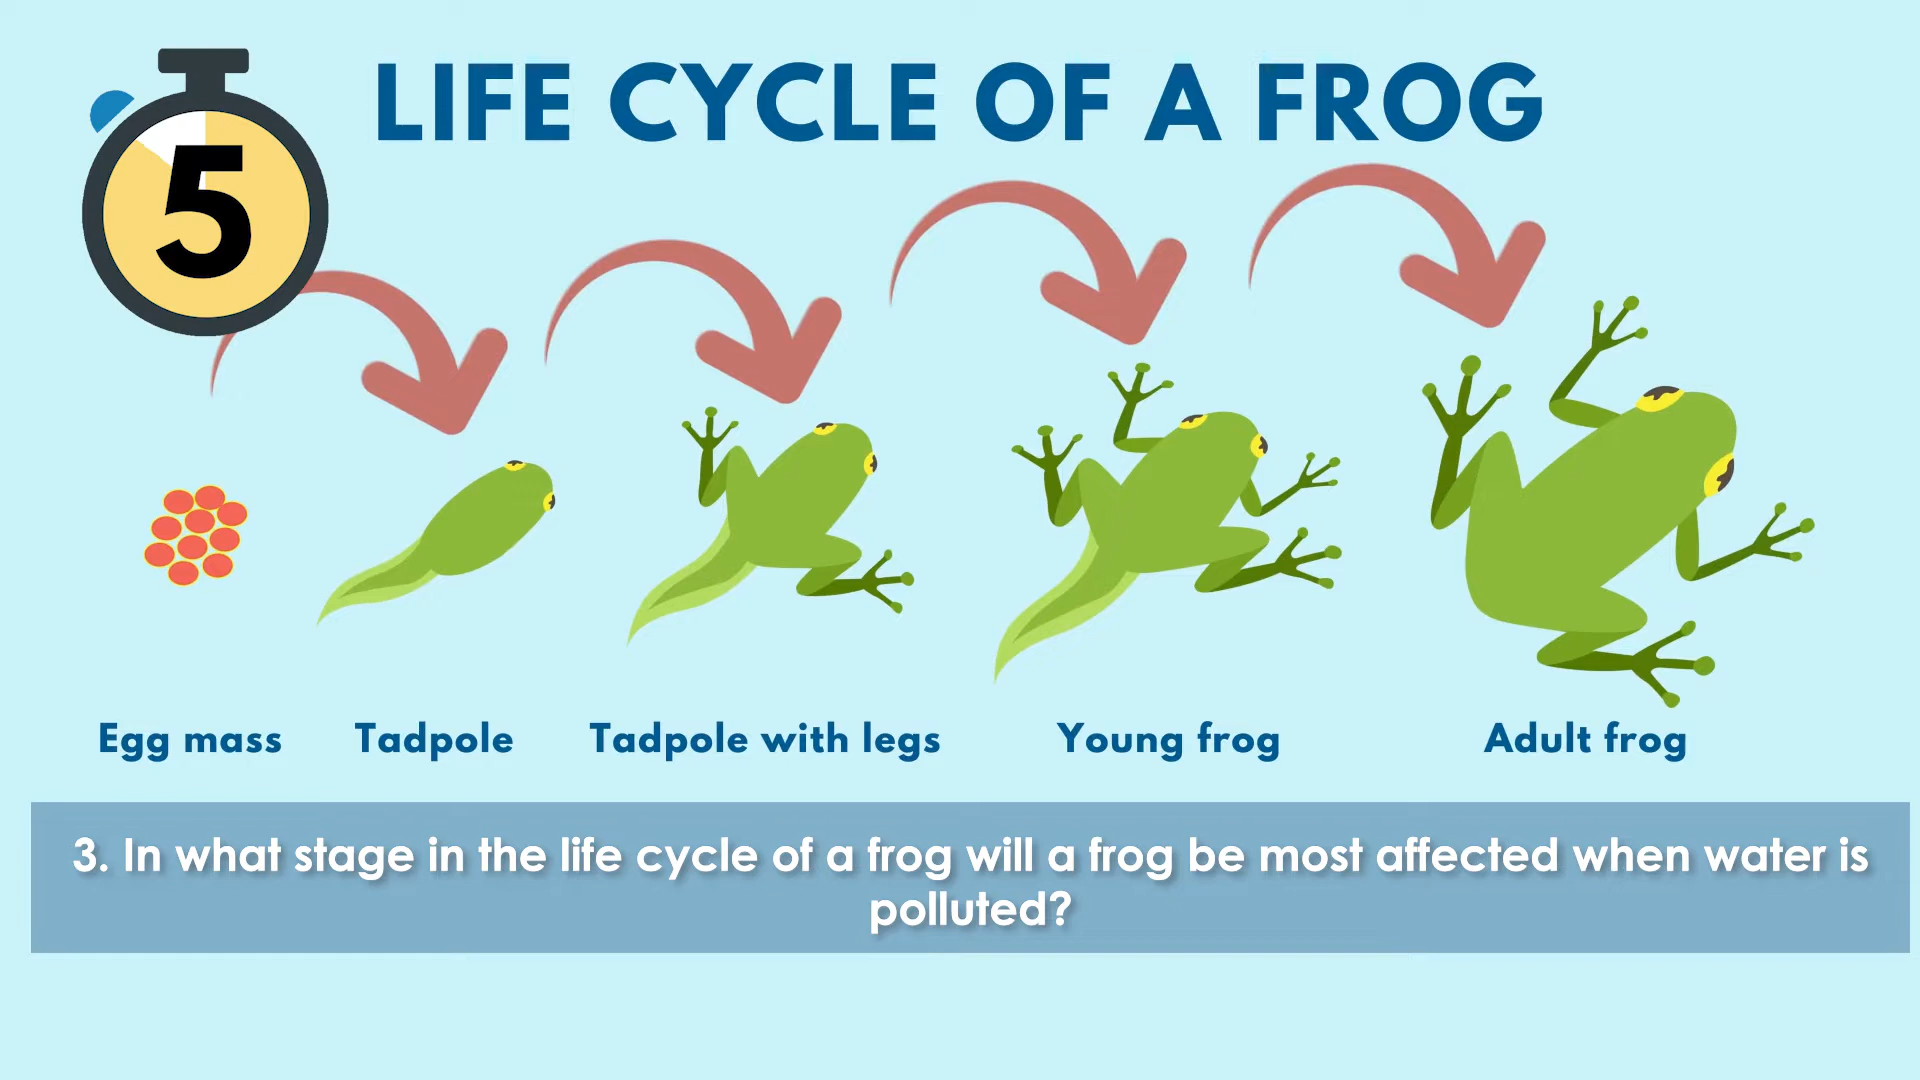 5
LIFE CYCLE OF A FROG
Egg mass
Tadpole
Tadpole with legs
Young frog
Adult frog
3. In what stage in the life cycle of a frog will a frog be most affected when water is
polluted?